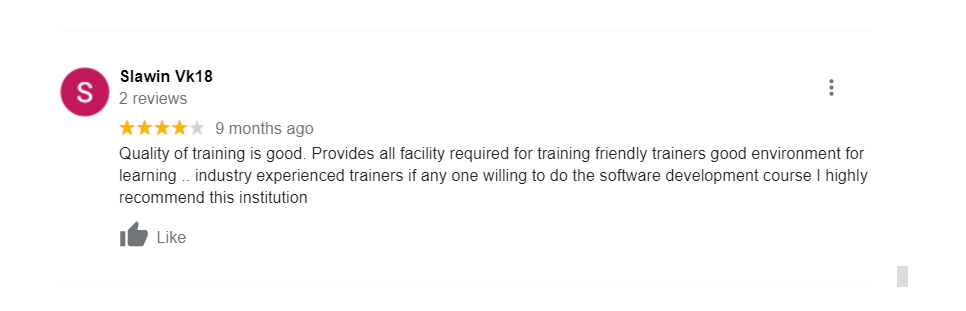 S
Slawin Vk18
2 reviews
9 months ago
Quality of training is good. Provides all facility required for training friendly trainers good environment for
learning .. industry experienced trainers if any one willing to do the software development course I highly
recommend this institution
Like